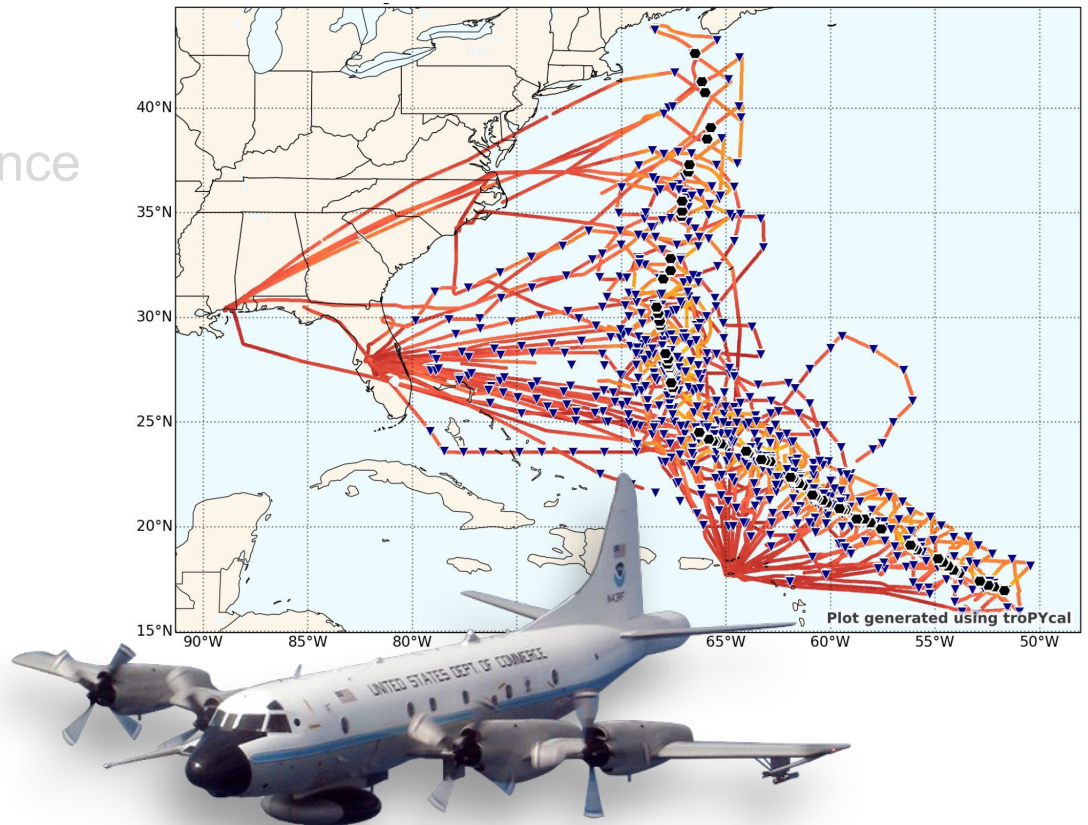 nce
40°N
35°N
30°N
25°N
20°N
15°N
Plot generated using troPYcal
90°W 85°W 80°W 65°W 60°W 55°W 50°W
UNITED STATES DEPT OF COMMERCE